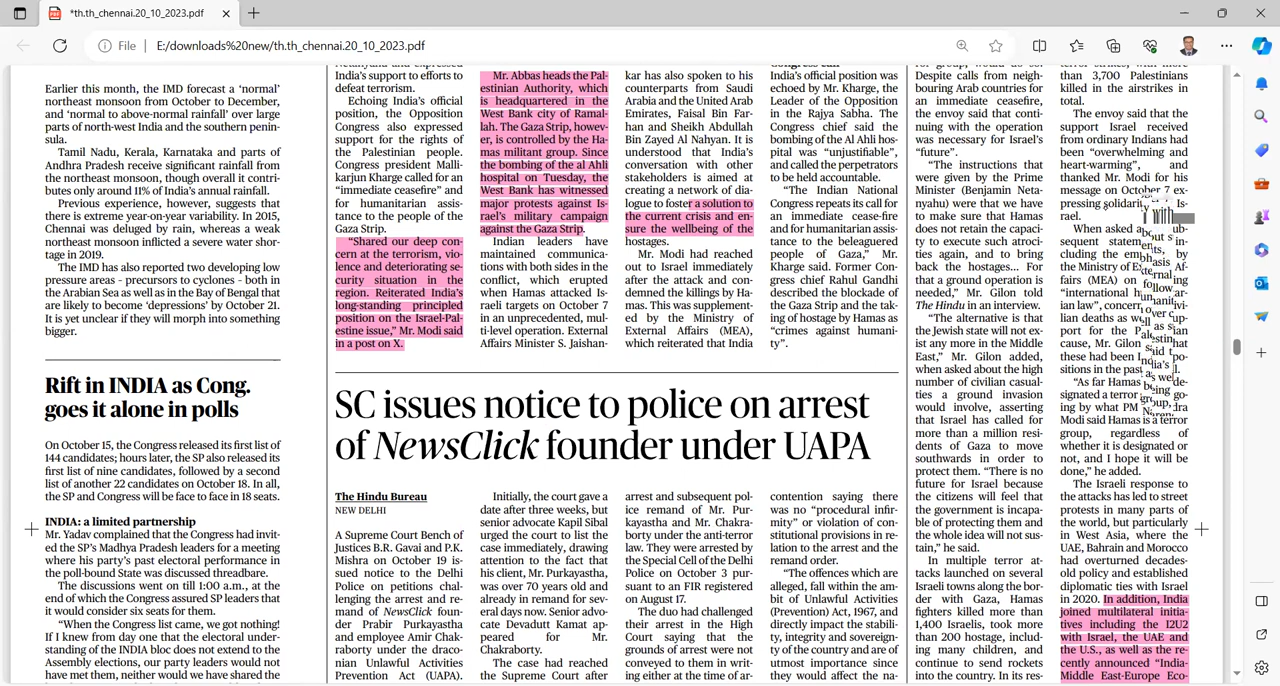 *th.th_chennai.20_10_2023.pdf
File
E:/downloads%20new/th.th_chennai.20_10_2023.pdf
Earlier this month, the IMD forecast a ‘normal’
northeast monsoon from October to December,
and ‘normal to above-normal rainfall’ over large
parts of north-west India and the southern penin-
sula.
Tamil Nadu, Kerala, Karnataka and parts of
Andhra Pradesh receive significant rainfall from
the northeast monsoon, though overall it contri-
butes only around 11% of India’s annual rainfall.
Previous experience, however, suggests that
there is extreme year-on-year variability. In 2015,
Chennai was deluged by rain, whereas a weak
northeast monsoon inflicted a severe water shor-
tage in 2019.
The IMD has also reported two developing low
pressure areas - precursors to cyclones - both in
the Arabian Sea as well as in the Bay of Bengal that
are likely to become ‘depressions’ by October 21.
It is yet unclear if they will morph into something
bigger.
Rift in INDIA as Cong.
goes it alone in polls
On October 15, the Congress released its first list of
144 candidates; hours later, the SP also released its
first list of nine candidates, followed by a second
list of another 22 candidates on October 18. In all,
the SP and Congress will be face to face in 18 seats.
INDIA: a limited partnership
Mr. Yadav complained that the Congress had invit-
ed the SP’s Madhya Pradesh leaders for a meeting
where his party’s past electoral performance in
the poll-bound State was discussed threadbare.
The discussions went on till 1:00 a.m., at the
end of which the Congress assured SP leaders that
it would consider six seats for them.
“When the Congress list came, we got nothing!
If I knew from day one that the electoral under-
standing of the INDIA bloc does not extend to the
Assembly elections, our party leaders would not
have met them, neither would we have shared the
Netanyahu and expressed
India’s support to efforts to
defeat terrorism.
Echoing India’s official
position, the Opposition
Congress also expressed
support for the rights of
the Palestinian people.
Congress president Malli-
karjun Kharge called for an
“immediate ceasefire” and
for humanitarian assis-
tance to the people of the
Gaza Strip.
“Shared our deep con-
cern at the terrorism, vio-
lence and deteriorating se-
curity situation in the
region. Reiterated India’s
long-standing principled
position on the Israel-Pal-
estine issue,” Mr. Modi said
in a post on X.
Mr. Abbas heads the Pal-
estinian Authority, which
is headquartered in the
West Bank city of Ramal-
lah. The Gaza Strip, howev-
er, is controlled by the Ha-
mas militant group. Since
the bombing of the al Ahli
hospital on Tuesday, the
West Bank has witnessed
major protests against Is-
rael’s military campaign
against the Gaza Strip.
Indian leaders have
maintained communica-
tions with both sides in the
conflict, which erupted
when Hamas attacked Is-
raeli targets on October 7
in an unprecedented, mul-
ti-level operation. External
Affairs Minister S. Jaishan-
kar has also spoken to his
counterparts from Saudi
Arabia and the United Arab
Emirates, Faisal Bin Far-
han and Sheikh Abdullah
Bin Zayed Al Nahyan. It is
understood that India’s
conversation with other
stakeholders is aimed at
creating a network of dia-
logue to foster a solution to
the current crisis and en-
sure the wellbeing of the
hostages.
Mr. Modi had reached
out to Israel immediately
after the attack and con-
demned the killings by Ha-
mas. This was supplement-
ed by the Ministry of
External Affairs (MEA),
which reiterated that India
India’s official position was
echoed by Mr. Kharge, the
Leader of the Opposition
in the Rajya Sabha. The
Congress chief said the
bombing of the Al Ahli hos-
pital was “unjustifiable”,
and called the perpetrators
to be held accountable.
“The Indian National
Congress repeats its call for
an immediate cease-fire
and for humanitarian assis-
tance to the beleaguered
people of Gaza,” Mr.
Kharge said. Former Con-
gress chief Rahul Gandhi
described the blockade of
the Gaza Strip and the tak-
ing of hostage by Hamas as
“crimes against humani-
ty”.
SC issues notice to police on arrest
of NewsClick founder under UAPA
The Hindu Bureau
NEW DELHI
A Supreme Court Bench of
Justices B.R. Gavai and P.K.
Mishra on October 19 is-
sued notice to the Delhi
Police on petitions chal-
lenging the arrest and re-
mand of NewsClick foun-
der Prabir Purkayastha
and employee Amir Chak-
raborty under the draco-
nian Unlawful Activities
Prevention Act (UAPA).
Initially, the court gave a
date after three weeks, but
senior advocate Kapil Sibal
urged the court to list the
case immediately, drawing
attention to the fact that
his client, Mr. Purkayastha,
was over 70 years old and
already in remand for sev-
eral days now. Senior advo-
cate Devadutt Kamat ap-
peared for Mr.
Chakraborty.
The case had reached
the Supreme Court after
arrest and subsequent pol-
ice remand of Mr. Pur-
kayastha and Mr. Chakra-
borty under the anti-terror
law. They were arrested by
the Special Cell of the Delhi
Police on October 3 pur-
suant to an FIR registered
on August 17.
The duo had challenged
their arrest in the High
Court saying that the
grounds of arrest were not
conveyed to them in writ-
ing either at the time of ar-
contention saying there
was no “procedural infir-
mity” or violation of con-
stitutional provisions in re-
lation to the arrest and the
remand order.
“The offences which are
alleged, fall within the am-
bit of Unlawful Activities
(Prevention) Act, 1967, and
directly impact the stabili-
ty, integrity and sovereign-
ty of the country and are of
utmost importance since
they would affect the na-
Despite calls from neigh-
bouring Arab countries for
an immediate ceasefire,
the envoy said that conti-
nuing with the operation
was necessary for Israel’s
“future”.
“The instructions that
were given by the Prime
Minister (Benjamin Neta-
nyahu) were that we have
to make sure that Hamas
does not retain the capacity
to execute such atroci-
ties again, and to bring
back the hostages... For
that a ground operation is
needed,” Mr. Gilon told
The Hindu in an interview.
“The alternative is that
the Jewish state will not ex-
ist any more in the Middle
East,” Mr. Gilon added,
when asked about the high
number of civilian casual-
ties a ground invasion
would involve, asserting
that Israel has called for
more than a million resi-
dents of Gaza to move
southwards in order to
protect them. “There is no
future for Israel because
the citizens will feel that
the government is incapa-
ble of protecting them and
the whole idea will not sus-
tain,” he said.
In multiple terror at-
tacks launched on several
Israeli towns along the bor-
der with Gaza, Hamas
fighters killed more than
1,400 Israelis, took more
than 200 hostage, includ-
ing many children, and
continue to send rockets
into the country. In its res-
than 3,700 Palestinians
killed in the airstrikes in
total.
The envoy said that the
support Israel received
from ordinary Indians had
been “overwhelming and
heart-warming”, and
thanked Mr. Modi for his
message on October 7 ex-
pressing solidarity with Is-
rael.
When asked about sub-
sequent statements, in-
cluding the emphasis by
the Ministry of External Af-
fairs (MEA) on following
“international humanitarian
law”, concern over civi-
lian deaths as well as sup-
port for the Palestinian
cause, Mr. Gilon said that
these had been India’s po-
sitions in the past as well.
“As far Hamas being de-
signated a terror group, go-
ing by what PM Narendra
Modi said Hamas is a terror
group, regardless of
whether it is designated or
not, and I hope it will be
done,” he added.
The Israeli response to
the attacks has led to street
protests in many parts of
the world, but particularly
in West Asia, where the
UAE, Bahrain and Morocco
had overturned decades-
old policy and established
diplomatic ties with Israel
in 2020. In addition, India
joined multilateral initia-
tives including the I2U2
with Israel, the UAE and
the U.S., as well as the re-
cently announced “India-
Middle East-Europe Eco-